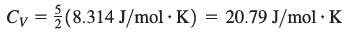 C_V = 5/2 (8.314 J/mol · K) = 20.79 J/mol · K